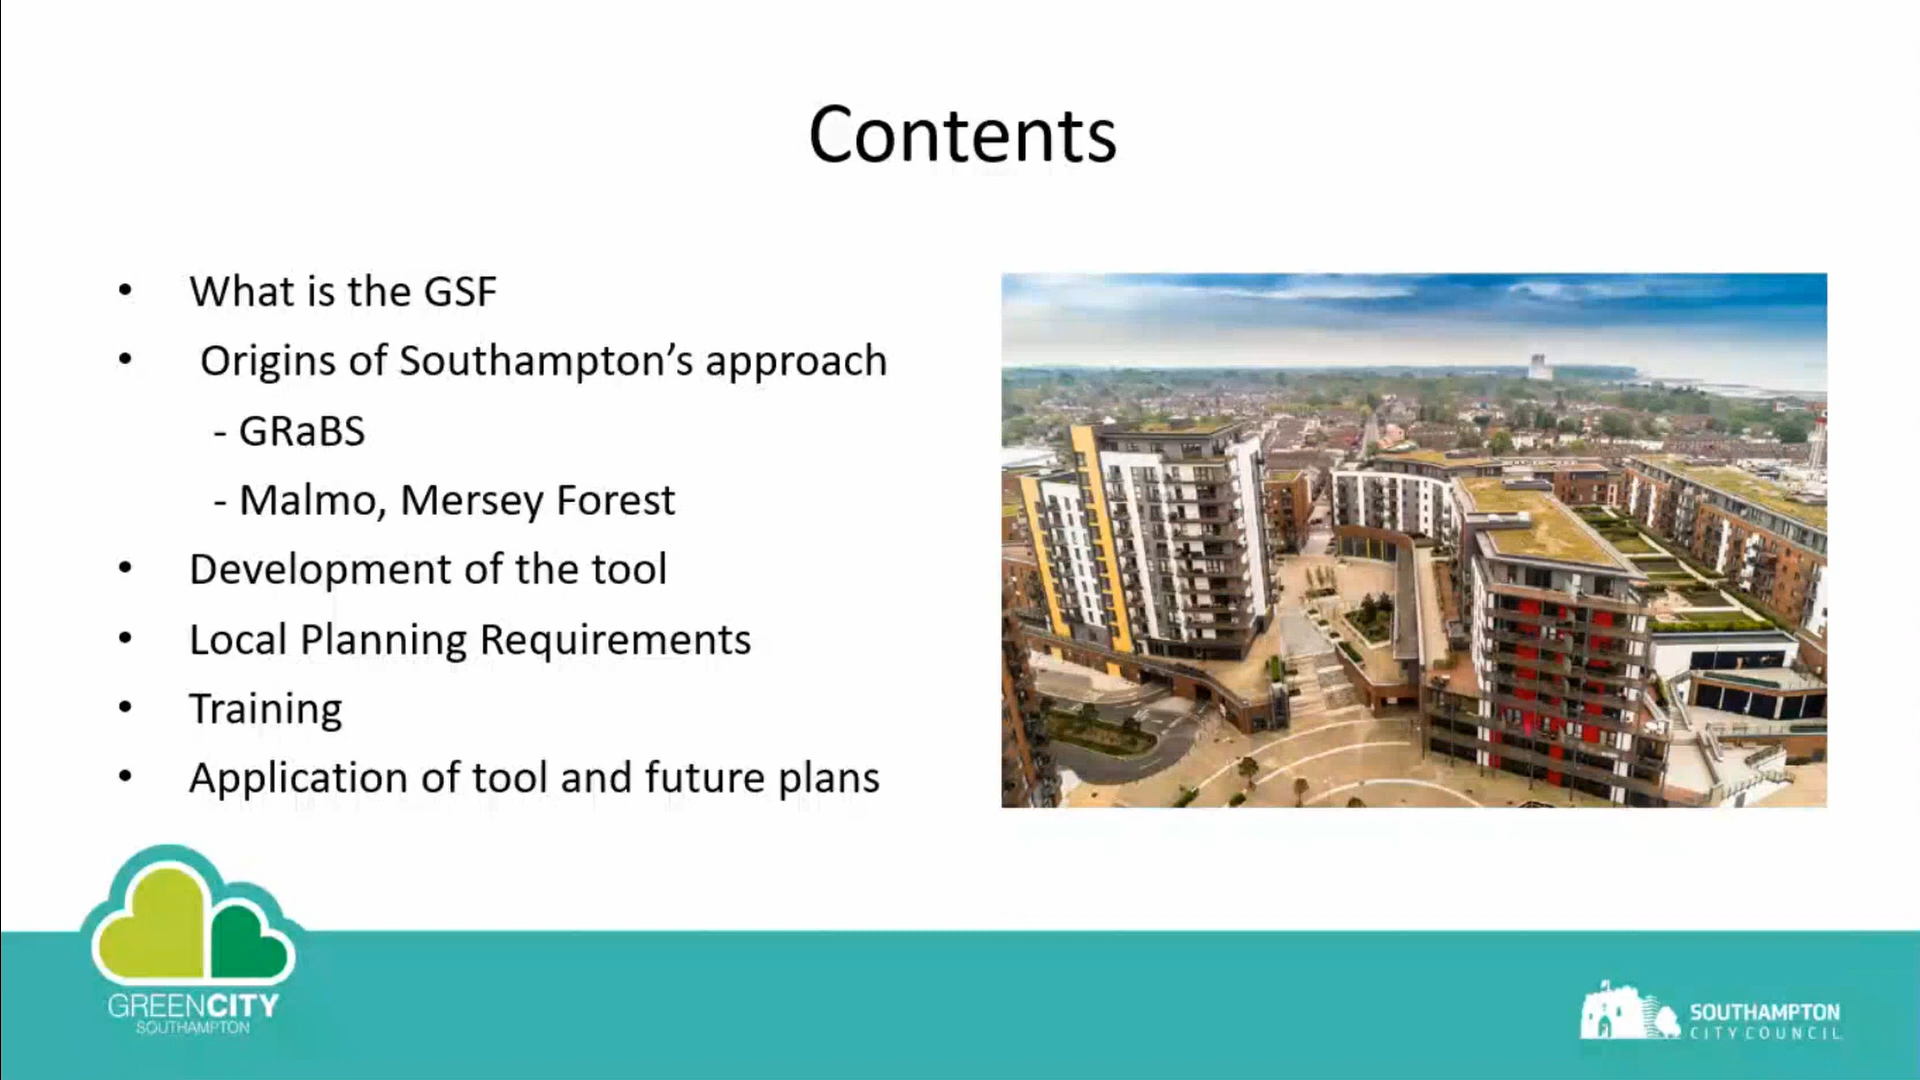 Contents
• What is the GSF
• Origins of Southampton’s approach
- GRaBS
- Malmo, Mersey Forest
• Development of the tool
• Local Planning Requirements
• Training
• Application of tool and future plans
GREENCITY
SOUTHAMPTON
SOUTHAMPTON
CITY COUNCIL